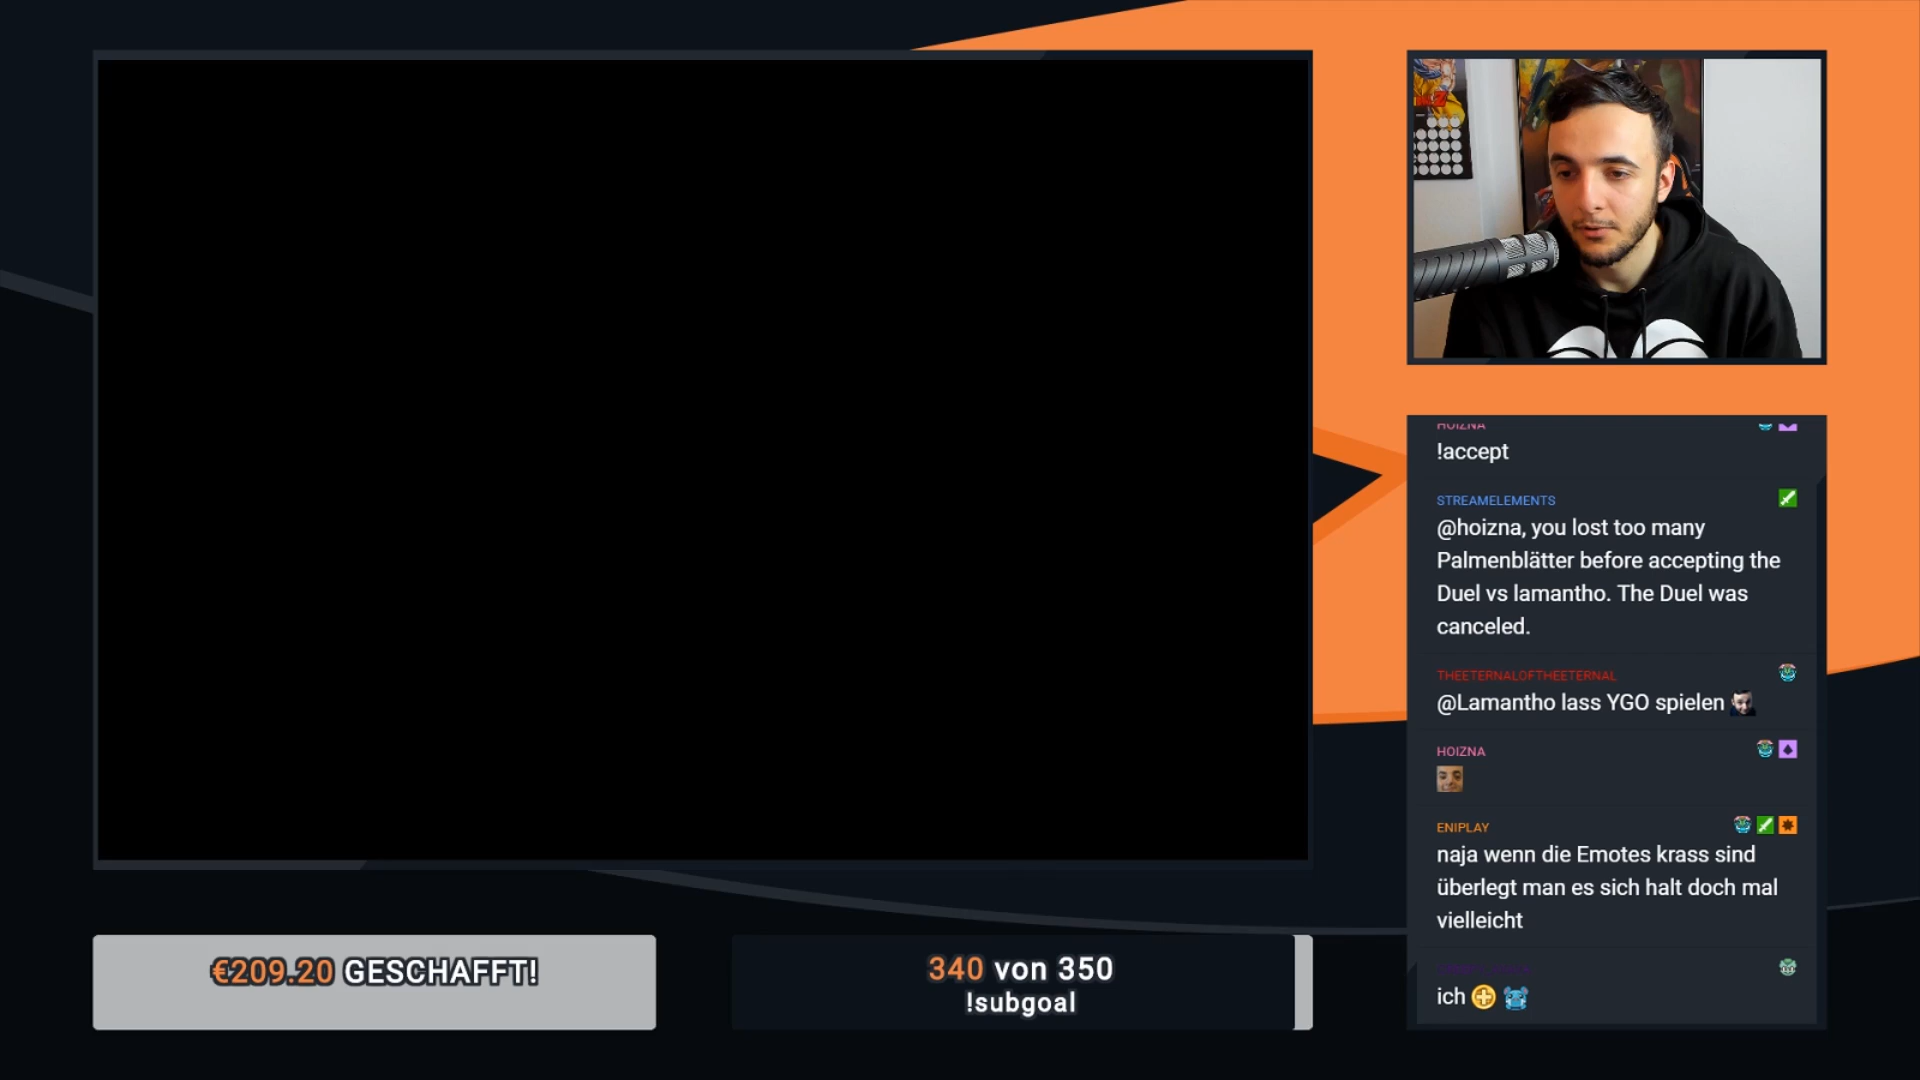 HOIZNA
!accept
STREAMELEMENTS
@hoizna, you lost too many
Palmenblätter before accepting the
Duel vs lamantho. The Duel was
canceled.
THEETERNALOFTHEETERNAL
@Lamantho lass YGO spielen
HOIZNA
ENIPLAY
naja wenn die Emotes krass sind
überlegt man es sich halt doch mal
vielleicht
ich
€209.20 GESCHAFFT!
340 von 350
!subgoal